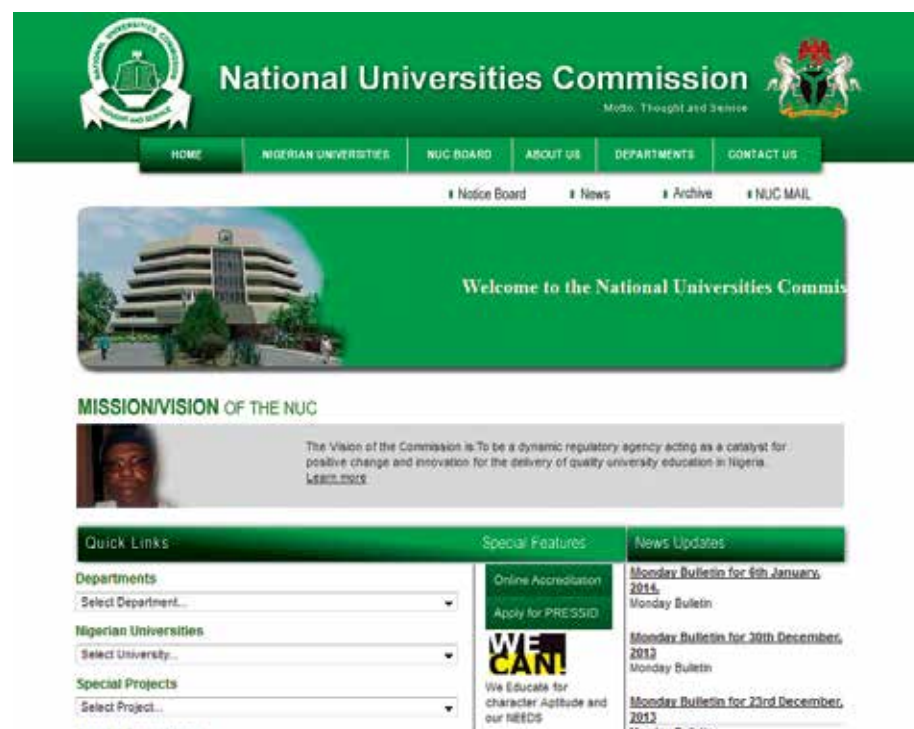 NATIONAL UNIVERSITIES COMMISSION
THOUGHT AND SERVICE
National Universities Commission
Motto: Thought and Service
HOME
NIGERIAN UNIVERSITIES
NUC BOARD
ABOUT US
DEPARTMENTS
CONTACT US
Notice Board
News
Archive
NUC MAIL
Welcome to the National Universities Commis
MISSION/VISION OF THE NUC
The Vision of the Commission is To be a dynamic regulatory agency acting as a catalyst for
positive change and innovation for the delivery of quality university education in Nigeria.
Learn more
Quick Links
Departments
Select Department...
Nigerian Universities
Select University...
Special Projects
Select Project...
Special Features
Online Accreditation
Apply for PRESSID
WE
CAN!
We Educate for
character Aptitude and
our NEEDS
News Updates
Monday Bulletin for 6th January,
2014.
Monday Bulletin
Monday Bulletin for 30th December,
2013
Monday Bulletin
Monday Bulletin for 23rd December,
2013